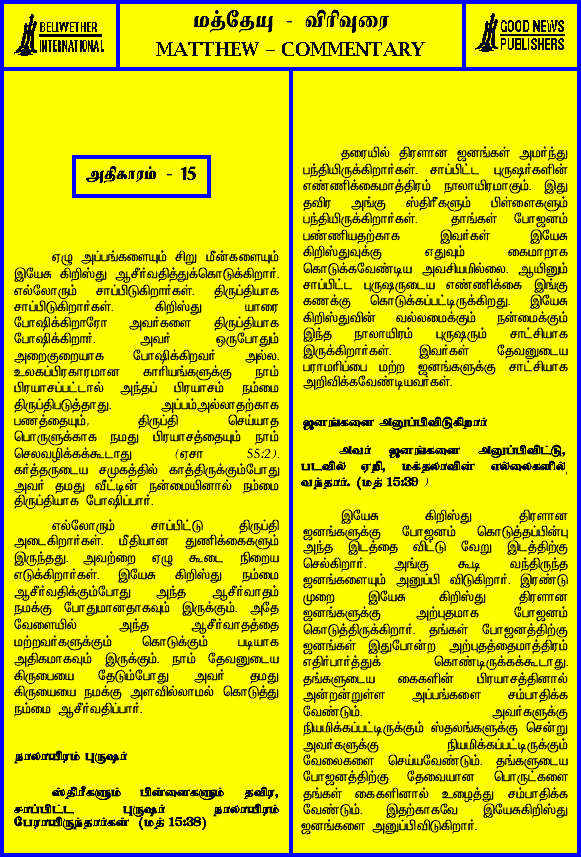 BELIWETHER
INTERNATIONAL
மத்தேயு - விரிவுரை
MATTHEW – COMMENTARY
GOOD NEWS
PUBLISHERS
அதிகாரம் - 15
ஏழு அப்பங்களையும் சிறு மீன்களையும்
இயேசு கிறிஸ்து ஆசீர்வதித்துக்கொடுக்கிறார்.
எல்லோரும் சாப்பிடுகிறார்கள். திருப்தியாக
சாப்பிடுகிறார்கள். கிறிஸ்து யாரை
போஷிக்கிறாரோ அவர்களை திருப்தியாக
போஷிக்கிறார். அவர் ஒருபோதும்
அறைகுறையாக போஷிக்கிறவர் அல்ல.
உலகப்பிரகாரமான காரியங்களுக்கு நாம்
பிரயாசப்பட்டால் அந்தப் பிரயாசம் நம்மை
திருப்திபடுத்தாது. அப்பம்அல்லாதற்காக
பணத்தையும், திருப்தி செய்யாத
பொருளுக்காக நமது பிரயாசத்தையும் நாம்
செலவழிக்கக்கூடாது (ஏசா 55:2).
கர்த்தருடைய சமுகத்தில் காத்திருக்கும்போது
அவர் தமது வீட்டின் நன்மையினால் நம்மை
திருப்தியாக போஷிப்பார்.
எல்லோரும் சாப்பிட்டு திருப்தி
அடைகிறார்கள். மீதியான துணிக்கைகளும்
இருந்தது. அவற்றை ஏழு கூடை நிறைய
எடுக்கிறார்கள். இயேசு கிறிஸ்து நம்மை
ஆசீர்வதிக்கும்போது அந்த ஆசீர்வாதம்
நமக்கு போதுமானதாகவும் இருக்கும். அதே
வேளையில் அந்த ஆசீர்வாதத்தை
மற்றவர்களுக்கும் கொடுக்கும் படியாக
அதிகமாகவும் இருக்கும். நாம் தேவனுடைய
கிருபையை தேடும்போது அவர் தமது
கிருபையை நமக்கு அளவில்லாமல் கொடுத்து
நம்மை ஆசீர்வதிப்பார்.
நாலாயிரம் புருஷர்
ஸ்திரீகளும் பிள்ளைகளும் தவிர,
சாப்பிட்ட புருஷர் நாலாயிரம்
பேராயிருந்தார்கள் (மத் 15:38)
தரையில் திரளான ஜனங்கள் அமர்ந்து
பந்தியிருக்கிறார்கள். சாப்பிட்ட புருஷர்களின்
எண்ணிக்கைமாத்திரம் நாலாயிரமாகும். இது
தவிர அங்கு ஸ்திரீகளும் பிள்ளைகளும்
பந்தியிருக்கிறார்கள். தாங்கள் போஜனம்
பண்ணியதற்காக இவர்கள் இயேசு
கிறிஸ்துவுக்கு எதுவும் கைமாறாக
கொடுக்கவேண்டிய அவசியமில்லை. ஆயினும்
சாப்பிட்ட புருஷருடைய எண்ணிக்கை இங்கு
கணக்கு கொடுக்கப்பட்டிருக்கிறது. இயேசு
கிறிஸ்துவின் வல்லமைக்கும் நன்மைக்கும்
இந்த நாலாயிரம் புருஷரும் சாட்சியாக
இருக்கிறார்கள். இவர்கள் தேவனுடைய
பராமரிப்பை மற்ற ஜனங்களுக்கு சாட்சியாக
அறிவிக்கவேண்டியவர்கள்.
ஜனங்களை அனுப்பிவிடுகிறார்
அவர் ஜனங்களை அனுப்பிவிட்டு,
படவில் ஏறி, மக்தலாவின் எல்லைகளில்
வந்தார். (மத் 15:39 )
இயேசு கிறிஸ்து திரளான
ஜனங்களுக்கு போஜனம் கொடுத்தப்பின்பு
அந்த இடத்தை விட்டு வேறு இடத்திற்கு
செல்கிறார். அங்கு கூடி வந்திருந்த
ஜனங்களையும் அனுப்பி விடுகிறார். இரண்டு
முறை இயேசு கிறிஸ்து திரளான
ஜனங்களுக்கு அற்புதமாக போஜனம்
கொடுத்திருக்கிறார். தங்கள் போஜனத்திற்கு
ஜனங்கள் இதுபோன்ற அற்புதத்தைமாத்திரம்
எதிர்பார்த்துக் கொண்டிருக்கக்கூடாது.
தங்களுடைய கைகளின் பிரயாசத்தினால்
அன்றன்றுள்ள அப்பங்களை சம்பாதிக்க
வேண்டும். அவர்களுக்கு
நியமிக்கப்பட்டிருக்கும் ஸ்தலங்களுக்கு சென்று
அவர்களுக்கு நியமிக்கப்பட்டிருக்கும்
வேலைகளை செய்யவேண்டும். தங்களுடைய
போஜனத்திற்கு தேவையான பொருட்களை
தங்கள் கைகளினால் உழைத்து சம்பாதிக்க
வேண்டும். இதற்காகவே இயேசுகிறிஸ்து
ஜனங்களை அனுப்பிவிடுகிறார்.